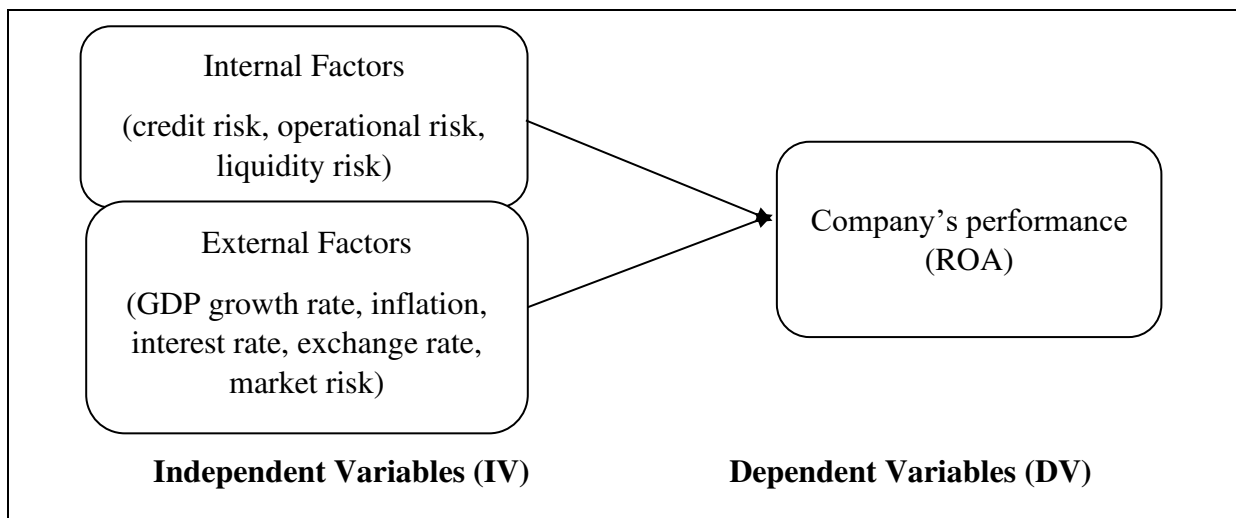 Internal Factors
(credit risk, operational risk,
liquidity risk)
External Factors
(GDP growth rate, inflation,
interest rate, exchange rate,
market risk)
Company’s performance
(ROA)
Independent Variables (IV)
Dependent Variables (DV)